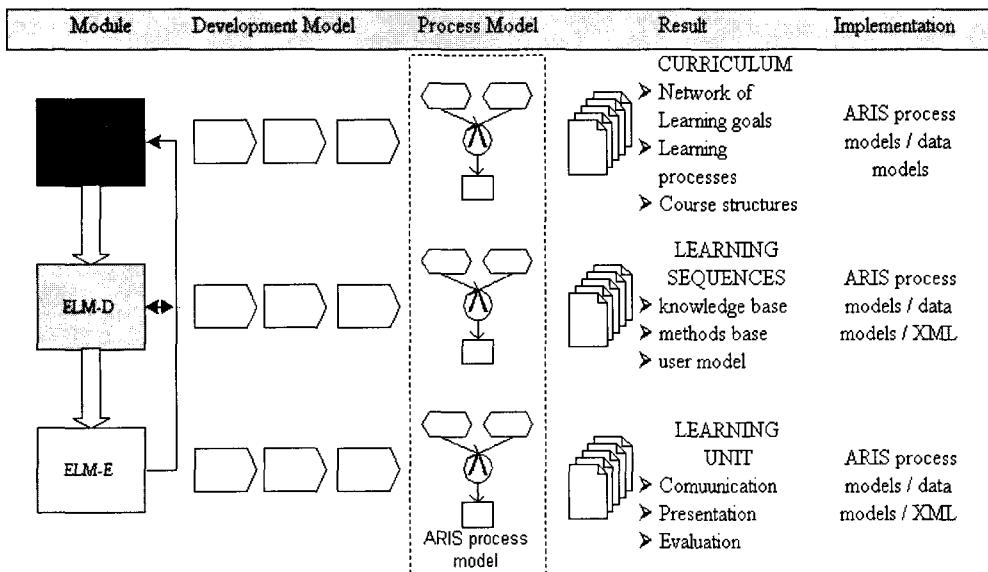 Module Development Model Process Model Result Implementation
CURRICULUM
➤ Network of
Learning goals
➤ Learning
processes
➤ Course structures
ARIS process
models / data
models
ELM-D
LEARNING
SEQUENCES
➤ knowledge base
➤ methods base
➤ user model
ARIS process
models / data
models / XML
ELM-E
LEARNING
UNIT
➤ Comuunication
➤ Presentation
➤ Evaluation
ARIS process
models / data
models / XML
ARIS process
model